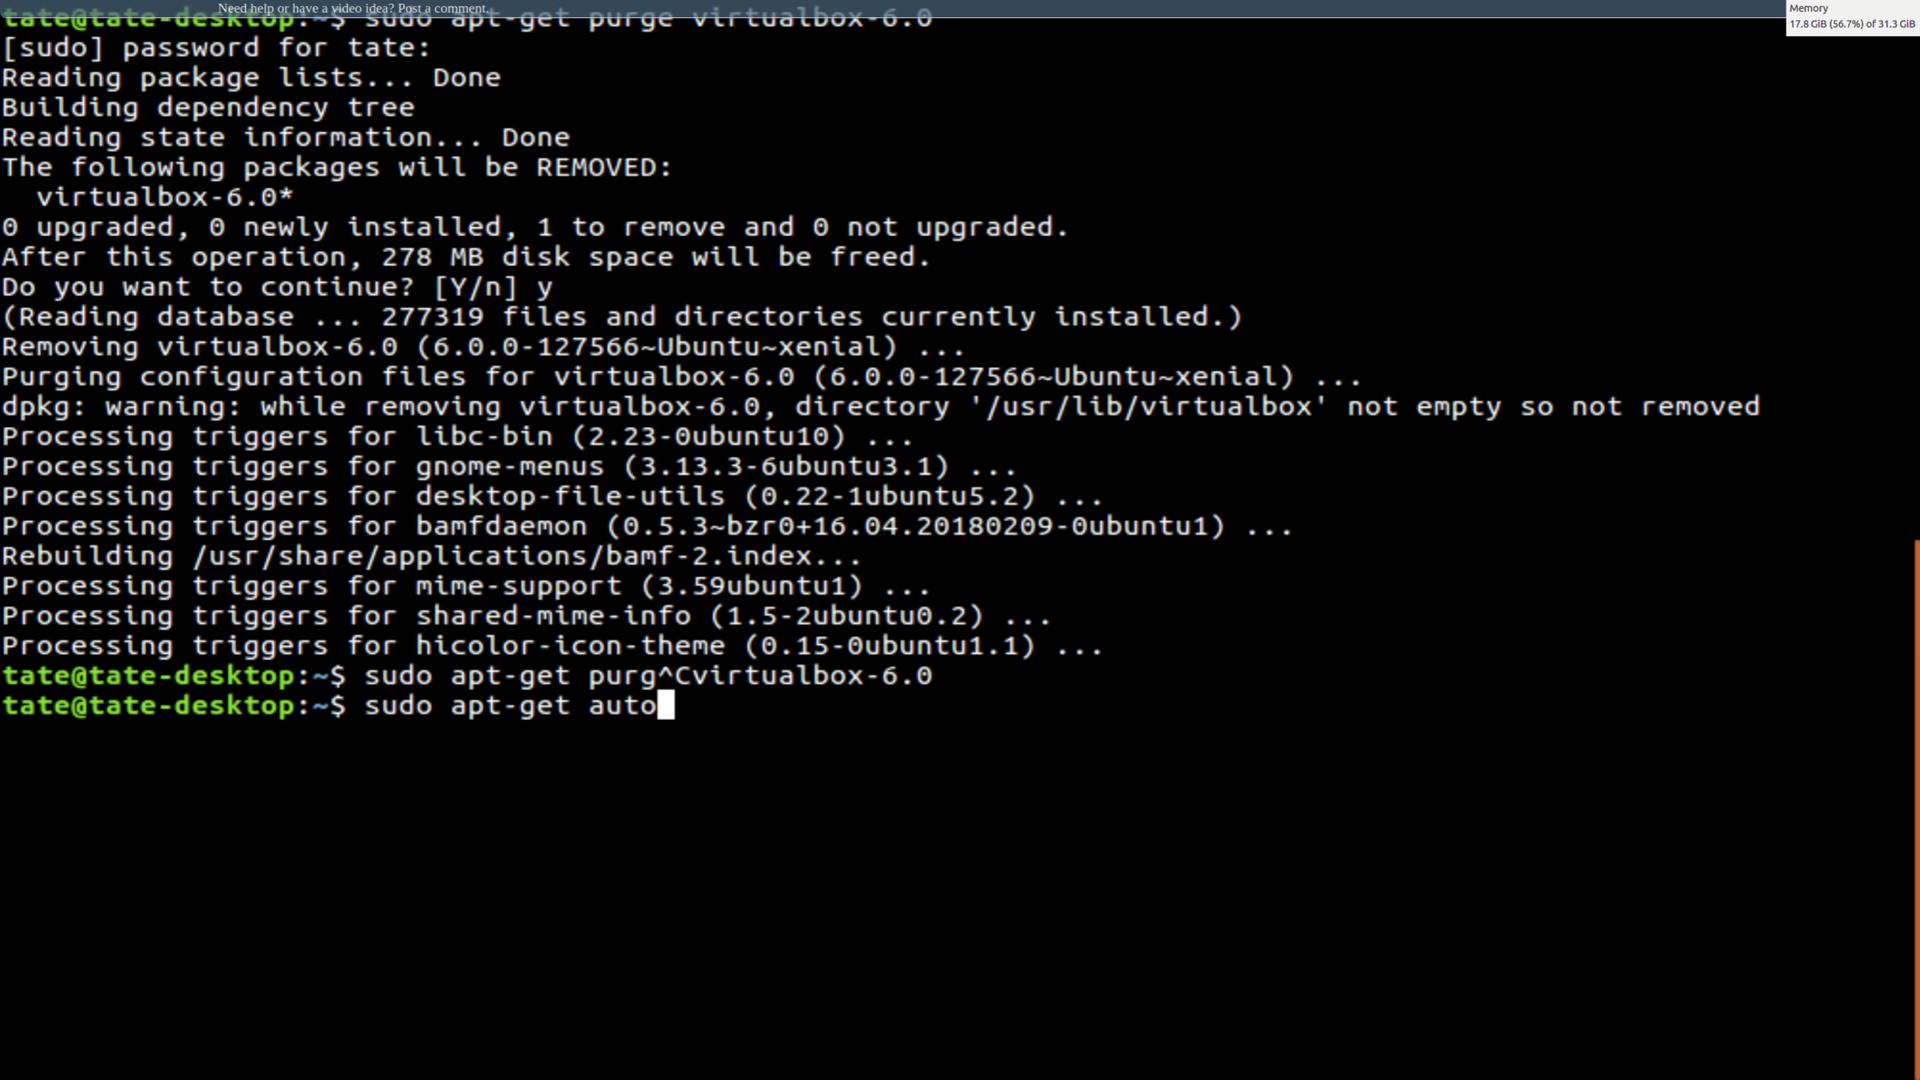 Need help or have a video idea? Post a comment.
Memory
17.8 GiB (56.7%) of 31.3 GiB
tate@tate-desktop:~$ sudo apt-get purge virtualbox-6.0
[sudo] password for tate:
Reading package lists... Done
Building dependency tree
Reading state information... Done
The following packages will be REMOVED:
  virtualbox-6.0*
0 upgraded, 0 newly installed, 1 to remove and 0 not upgraded.
After this operation, 278 MB disk space will be freed.
Do you want to continue? [Y/n] y
(Reading database ... 277319 files and directories currently installed.)
Removing virtualbox-6.0 (6.0.0-127566~Ubuntu~xenial) ...
Purging configuration files for virtualbox-6.0 (6.0.0-127566~Ubuntu~xenial) ...
dpkg: warning: while removing virtualbox-6.0, directory '/usr/lib/virtualbox' not empty so not removed
Processing triggers for libc-bin (2.23-0ubuntu10) ...
Processing triggers for gnome-menus (3.13.3-6ubuntu3.1) ...
Processing triggers for desktop-file-utils (0.22-1ubuntu5.2) ...
Processing triggers for bamfdaemon (0.5.3~bzr0+16.04.20180209-0ubuntu1) ...
Rebuilding /usr/share/applications/bamf-2.index...
Processing triggers for mime-support (3.59ubuntu1) ...
Processing triggers for shared-mime-info (1.5-2ubuntu0.2) ...
Processing triggers for hicolor-icon-theme (0.15-0ubuntu1.1) ...
tate@tate-desktop:~$ sudo apt-get purg^Cvirtualbox-6.0
tate@tate-desktop:~$ sudo apt-get auto